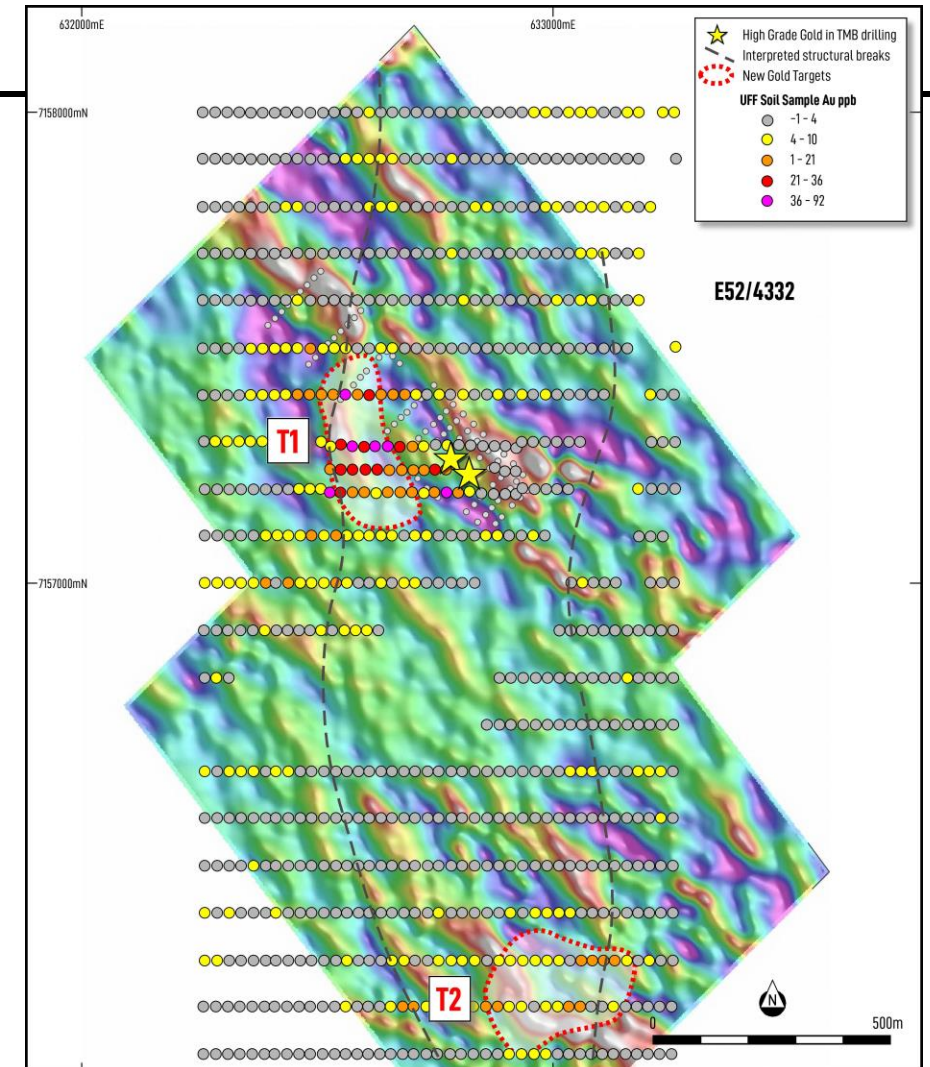 632000mE
633000mE
High Grade Gold in TMB drilling
Interpreted structural breaks
New Gold Targets
UFF Soil Sample Au ppb
-1 - 4
4 - 10
1 - 21
21 - 36
36 - 92
7158000mN
E52/4332
T1
7157000mN
T2
N
0
500m